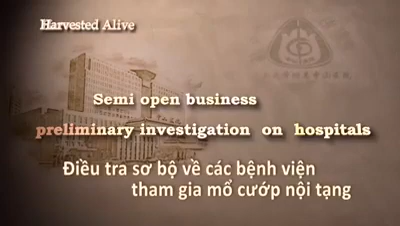 Harvested Alive
Semi open business
preliminary investigation on hospitals
Điều tra sơ bộ về các bệnh viện
tham gia mổ cướp nội tạng